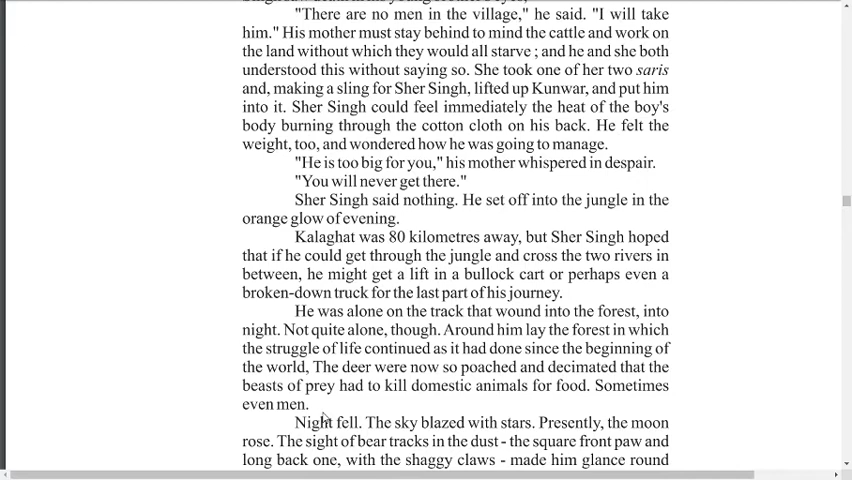 "There are no men in the village," he said. "I will take
him." His mother must stay behind to mind the cattle and work on
the land without which they would all starve ; and he and she both
understood this without saying so. She took one of her two saris
and, making a sling for Sher Singh, lifted up Kunwar, and put him
into it. Sher Singh could feel immediately the heat of the boy's
body burning through the cotton cloth on his back. He felt the
weight, too, and wondered how he was going to manage.
"He is too big for you," his mother whispered in despair.
"You will never get there."
Sher Singh said nothing. He set off into the jungle in the
orange glow of evening.
Kalaghat was 80 kilometres away, but Sher Singh hoped
that if he could get through the jungle and cross the two rivers in
between, he might get a lift in a bullock cart or perhaps even a
broken-down truck for the last part of his journey.
He was alone on the track that wound into the forest, into
night. Not quite alone, though. Around him lay the forest in which
the struggle of life continued as it had done since the beginning of
the world, The deer were now so poached and decimated that the
beasts of prey had to kill domestic animals for food. Sometimes
even men.
Night fell. The sky blazed with stars. Presently, the moon
rose. The sight of bear tracks in the dust - the square front paw and
long back one, with the shaggy claws - made him glance round